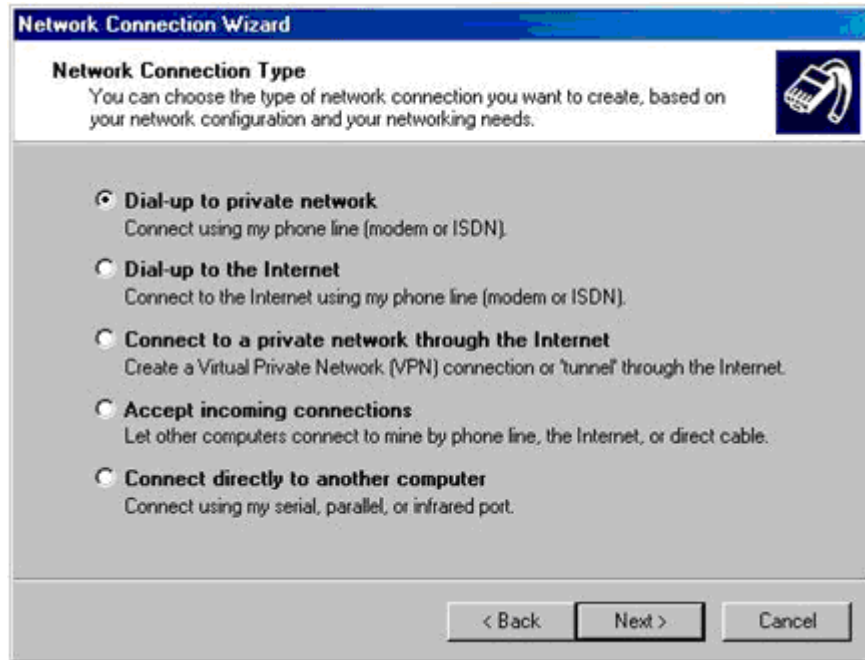 Network Connection Wizard
Network Connection Type
You can choose the type of network connection you want to create, based on
your network configuration and your networking needs.
Dial-up to private network
Connect using my phone line (modem or ISDN).
Dial-up to the Internet
Connect to the Internet using my phone line (modem or ISDN).
Connect to a private network through the Internet
Create a Virtual Private Network (VPN) connection or 'tunnel' through the Internet.
Accept incoming connections
Let other computers connect to mine by phone line, the Internet, or direct cable.
Connect directly to another computer
Connect using my serial, parallel, or infrared port.
< Back Next > Cancel